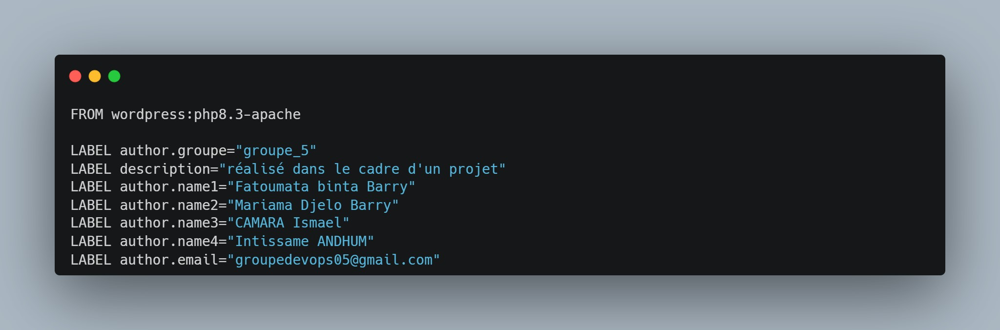 FROM wordpress:php8.3-apache
LABEL author.groupe="groupe_5"
LABEL description="réalisé dans le cadre d'un projet"
LABEL author.name1="Fatoumata binta Barry"
LABEL author.name2="Mariama Djelo Barry"
LABEL author.name3="CAMARA Ismael"
LABEL author.name4="Intissame ANDHUM"
LABEL author.email="groupedevops05@gmail.com"